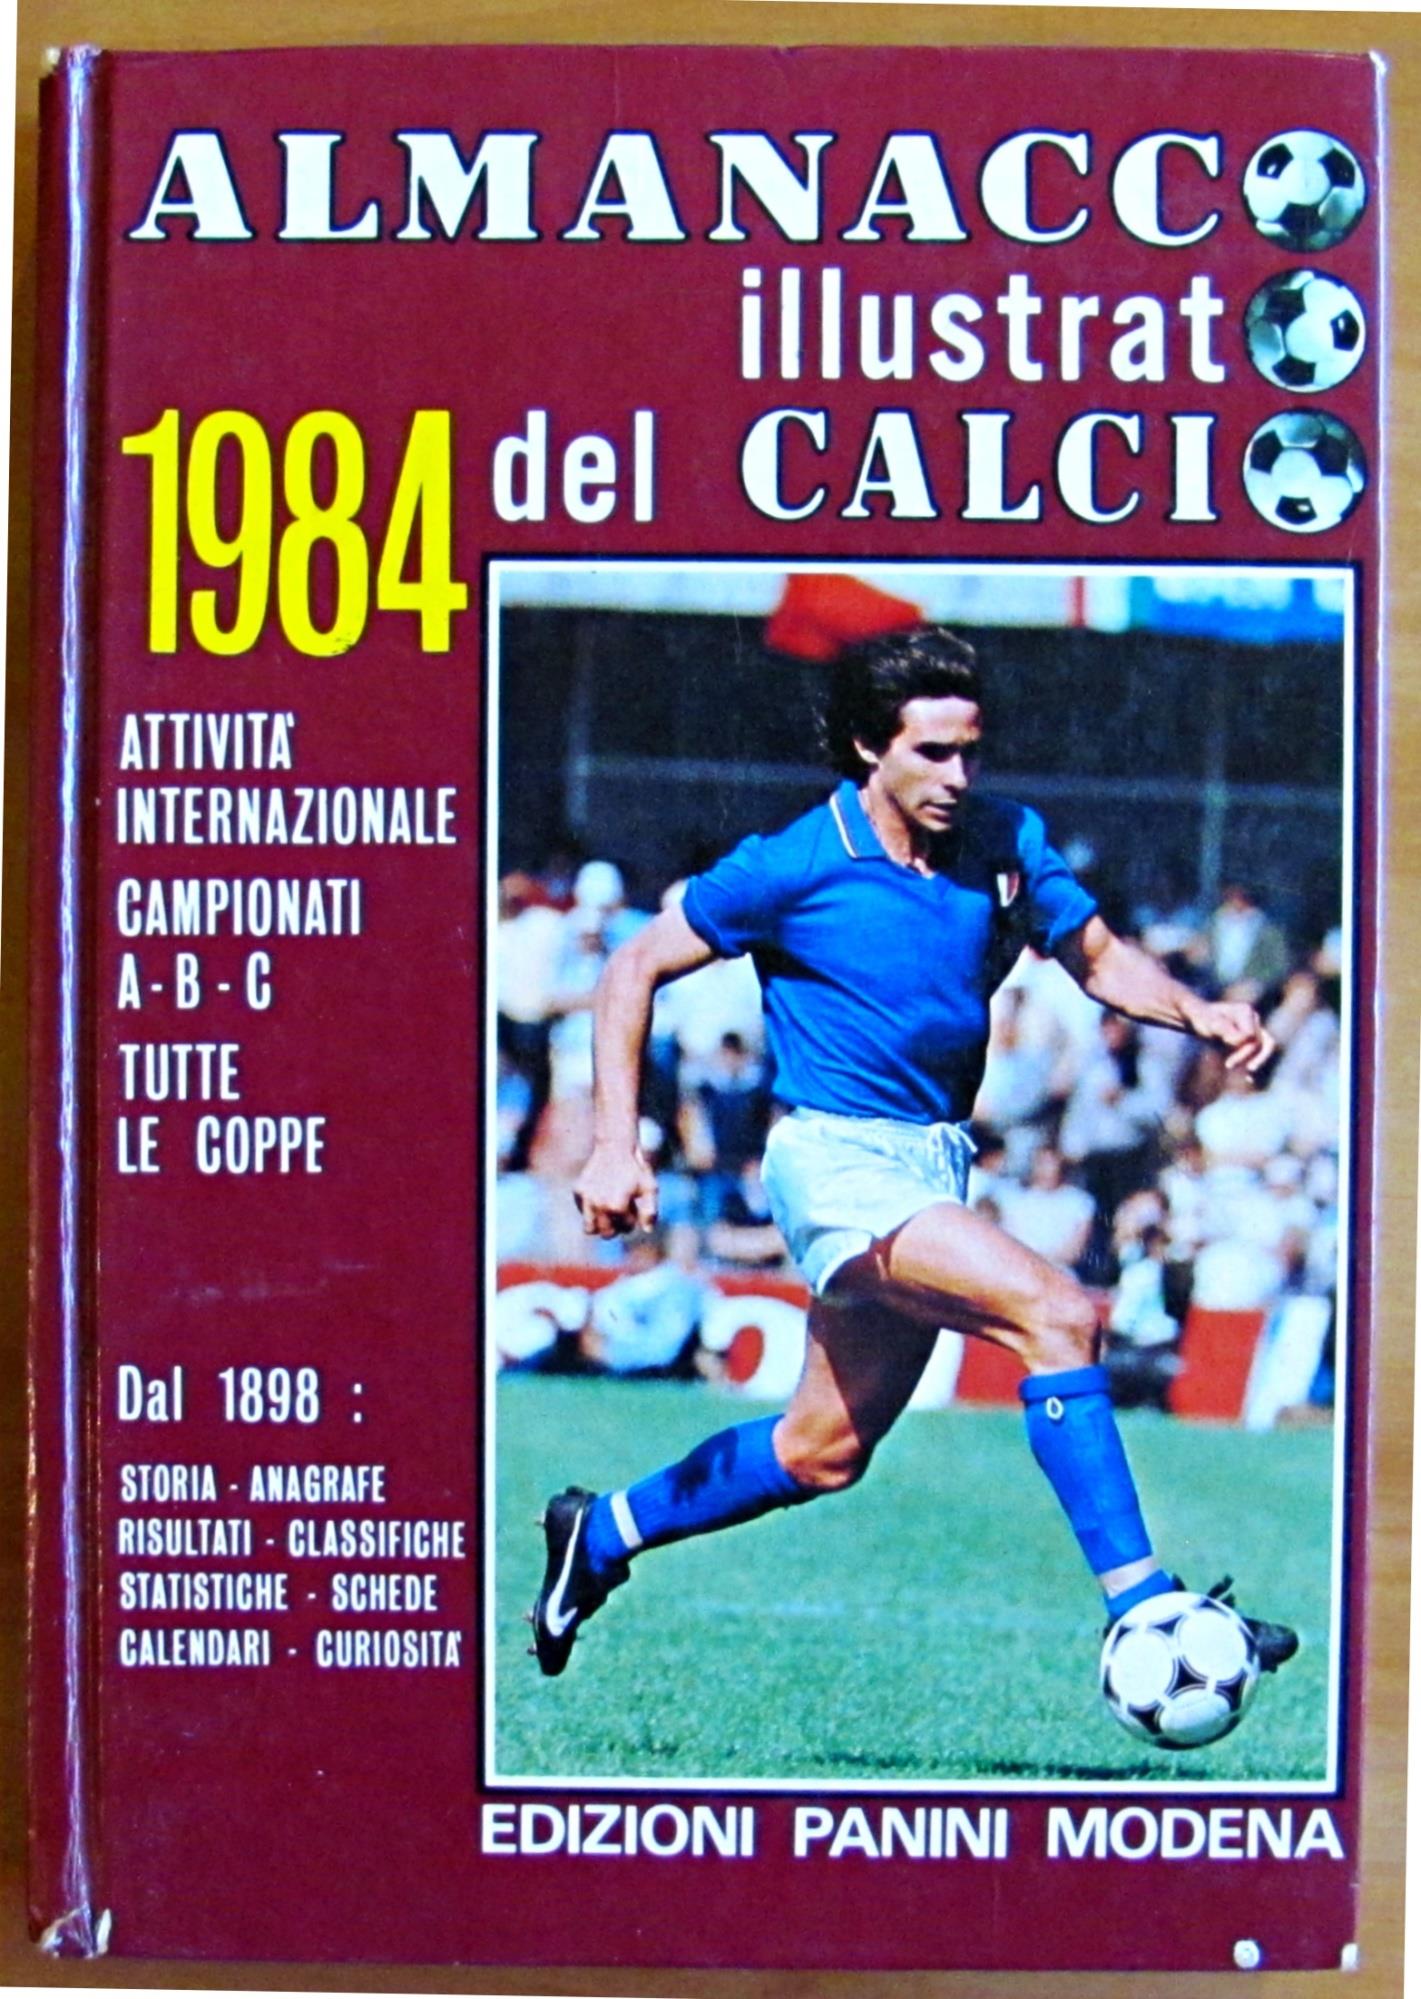 ALMANACCO
illustrato
1984 del CALCIO
ATTIVITA'
INTERNAZIONALE
CAMPIONATI
A - B - C
TUTTE
LE COPPE
Dal 1898 :
STORIA - ANAGRAFE
RISULTATI - CLASSIFICHE
STATISTICHE - SCHEDE
CALENDARI - CURIOSITA'
EDIZIONI PANINI MODENA